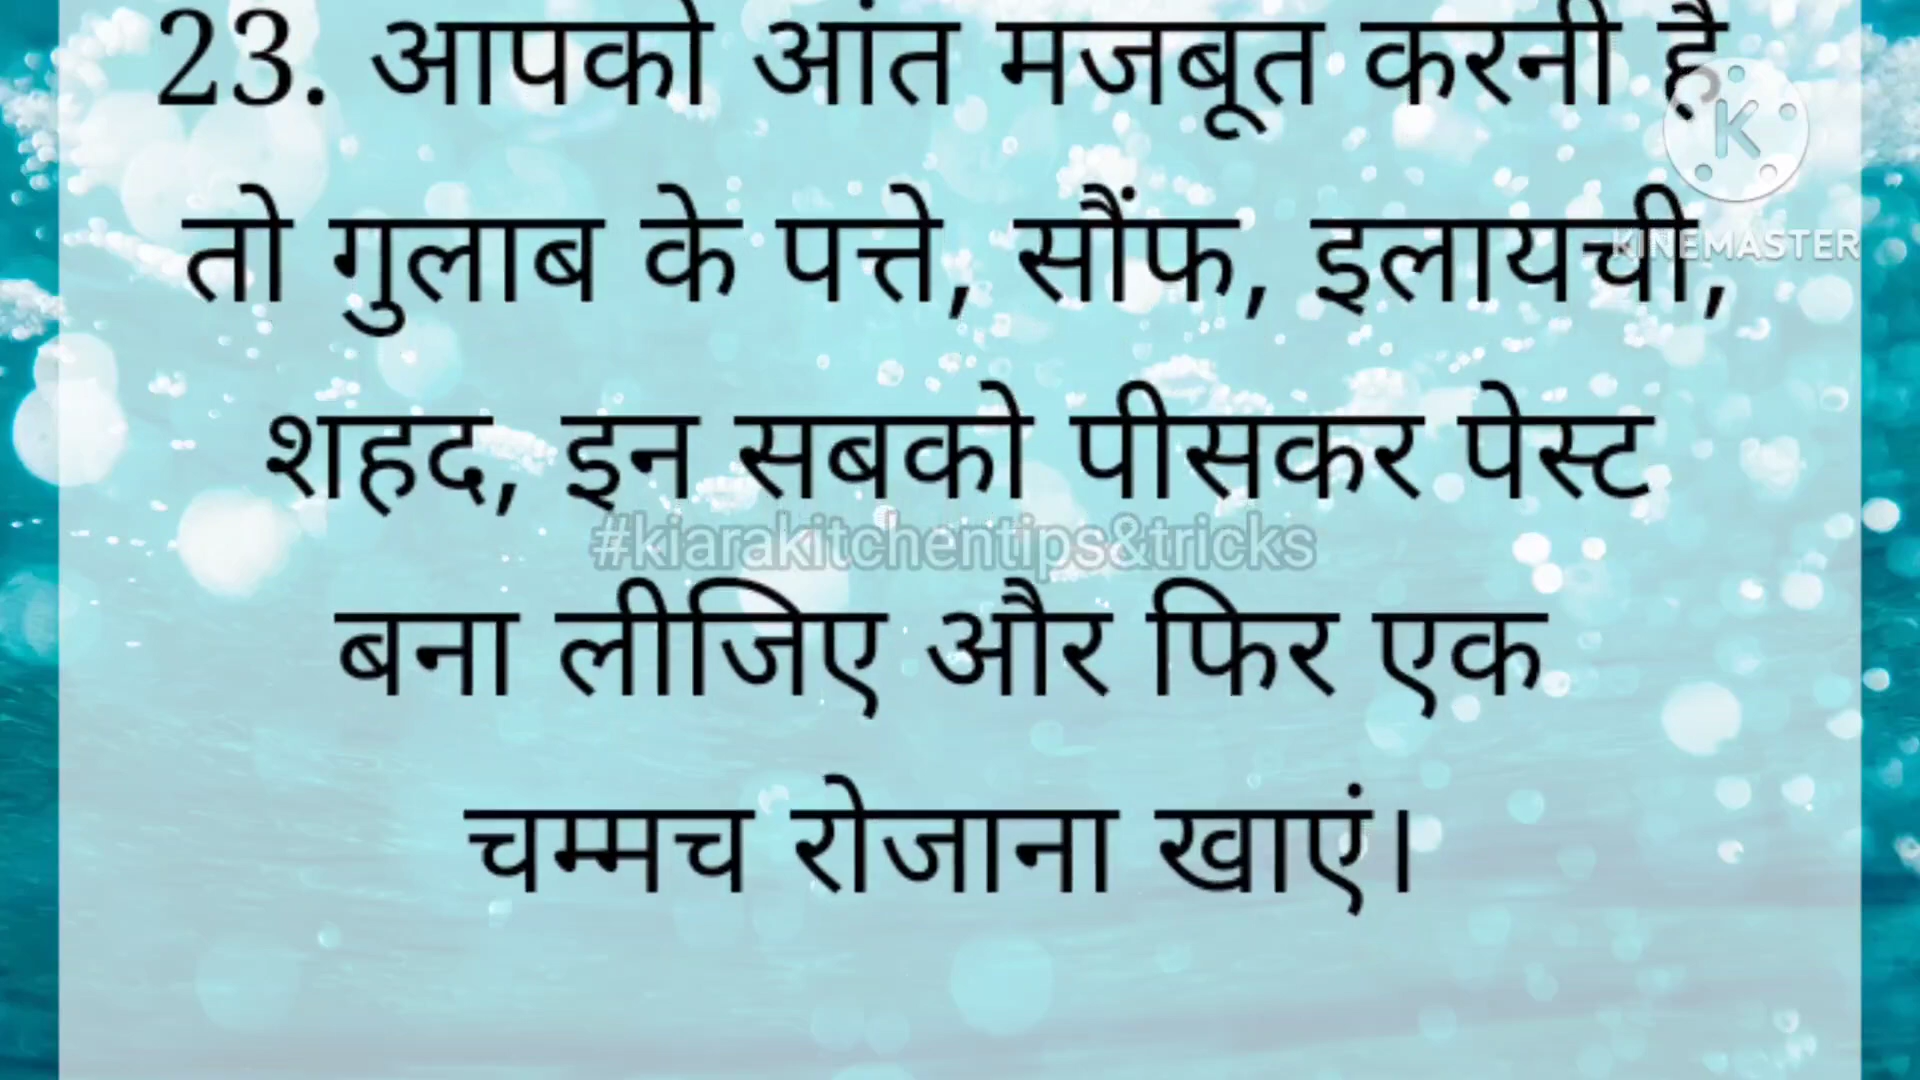 23. आपको आंत मजबूत करनी है
तो गुलाब के पत्ते, सौंफ, इलायची,
KINEMASTER
शहद, इन सबको पीसकर पेस्ट
#kiarakitchentips&tricks
बना लीजिए और फिर एक
चम्मच रोजाना खाएं।